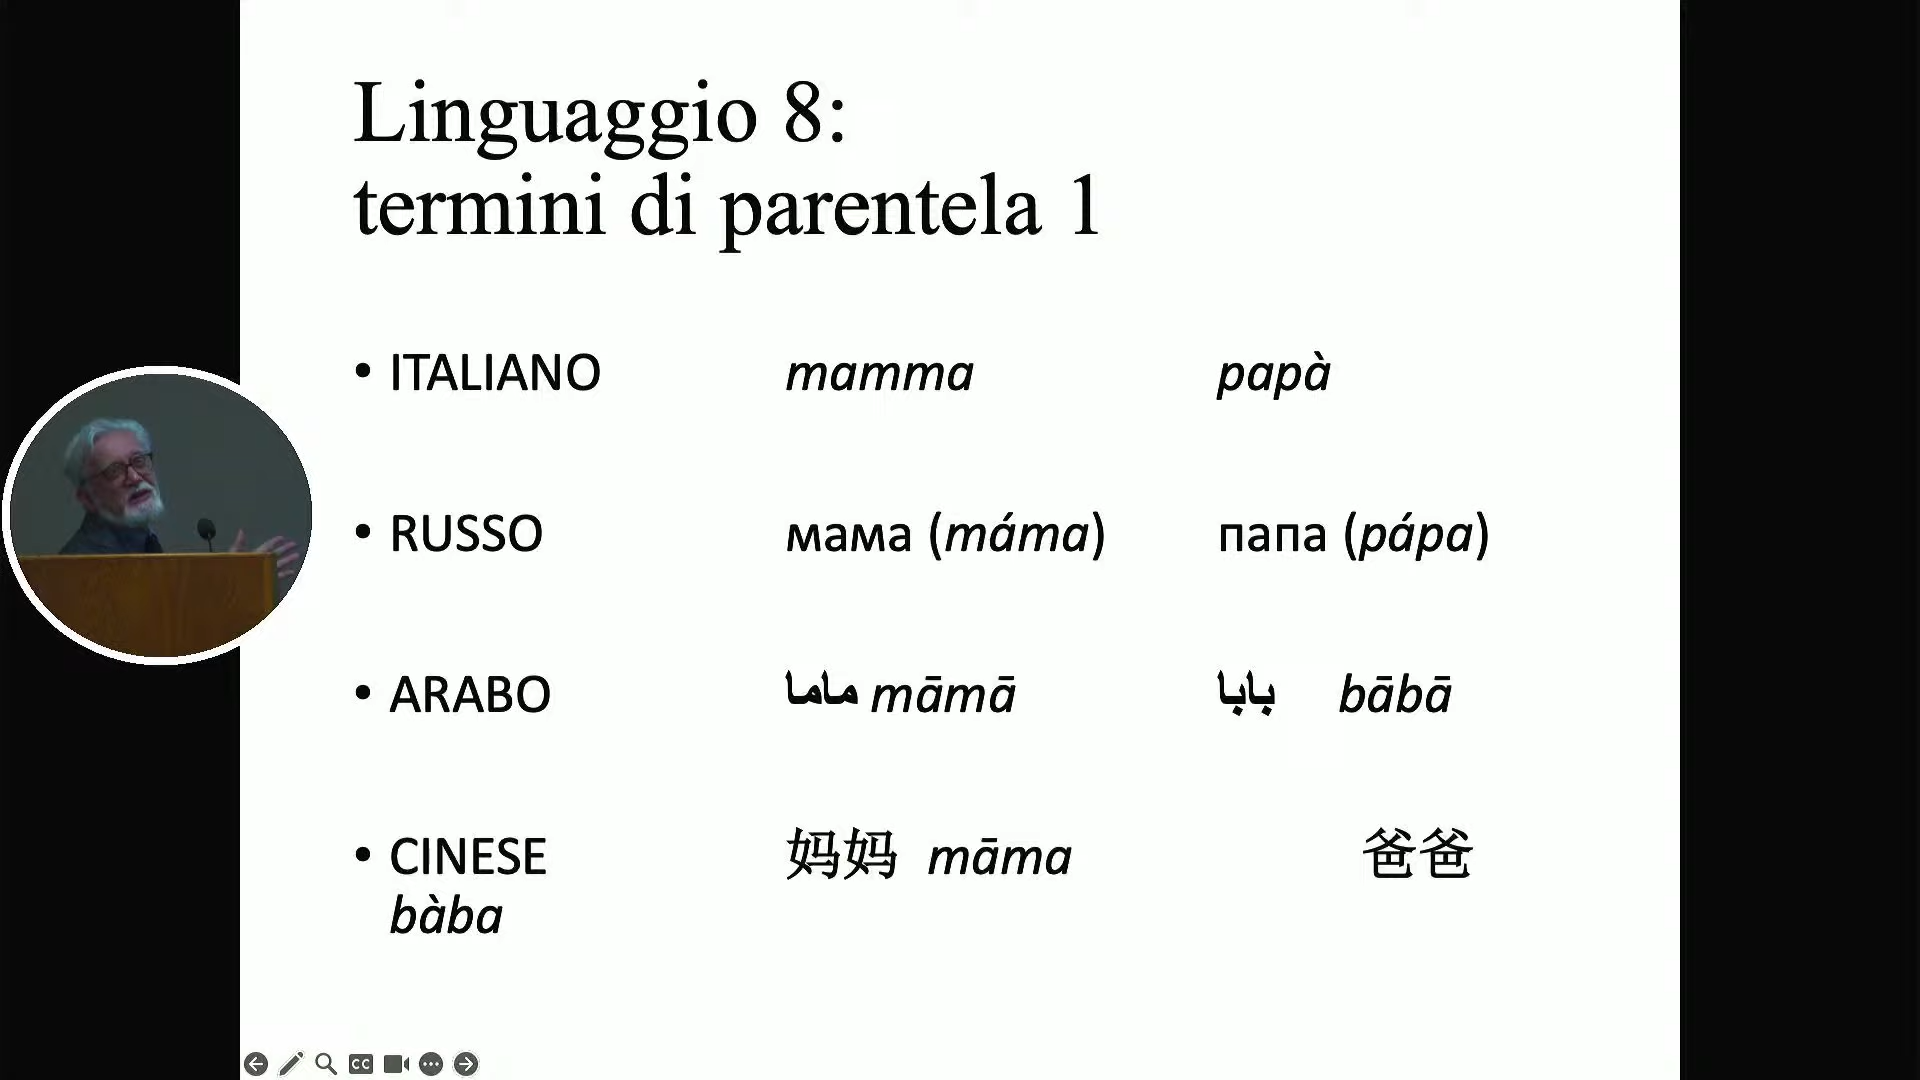 Linguaggio 8:
termini di parentela 1
• ITALIANO mamma papà
• RUSSO мама (máma) папа (pápa)
• ARABO ماما māmā بابا bābā
• CINESE 妈妈 māma 爸爸
bàba
CC